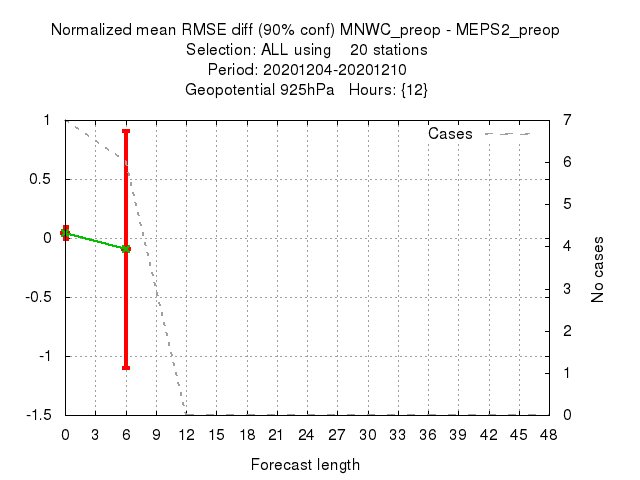 Normalized mean RMSE diff (90% conf) MNWC_preop - MEPS2_preop
Selection: ALL using 20 stations
Period: 20201204-20201210
Geopotential 925hPa Hours: {12}
Cases
1
0.5
0
-0.5
-1
-1.5
7
6
5
4
3
2
1
0
No cases
0 3 6 9 12 15 18 21 24 27 30 33 36 39 42 45 48
Forecast length